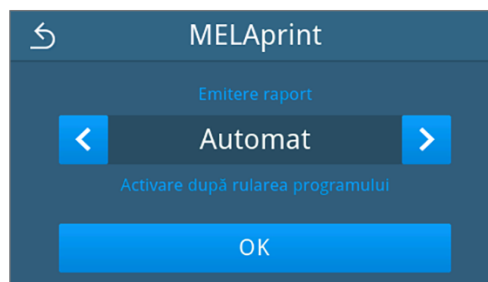 MELAprint
Emitere raport
Automat
Activare după rularea programului
OK